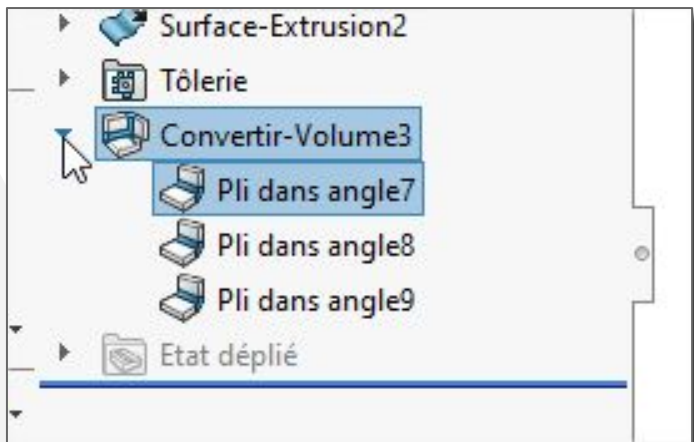 Surface-Extrusion2
Tôlerie
Convertir-Volume3
Pli dans angle7
Pli dans angle8
Pli dans angle9
Etat déplié